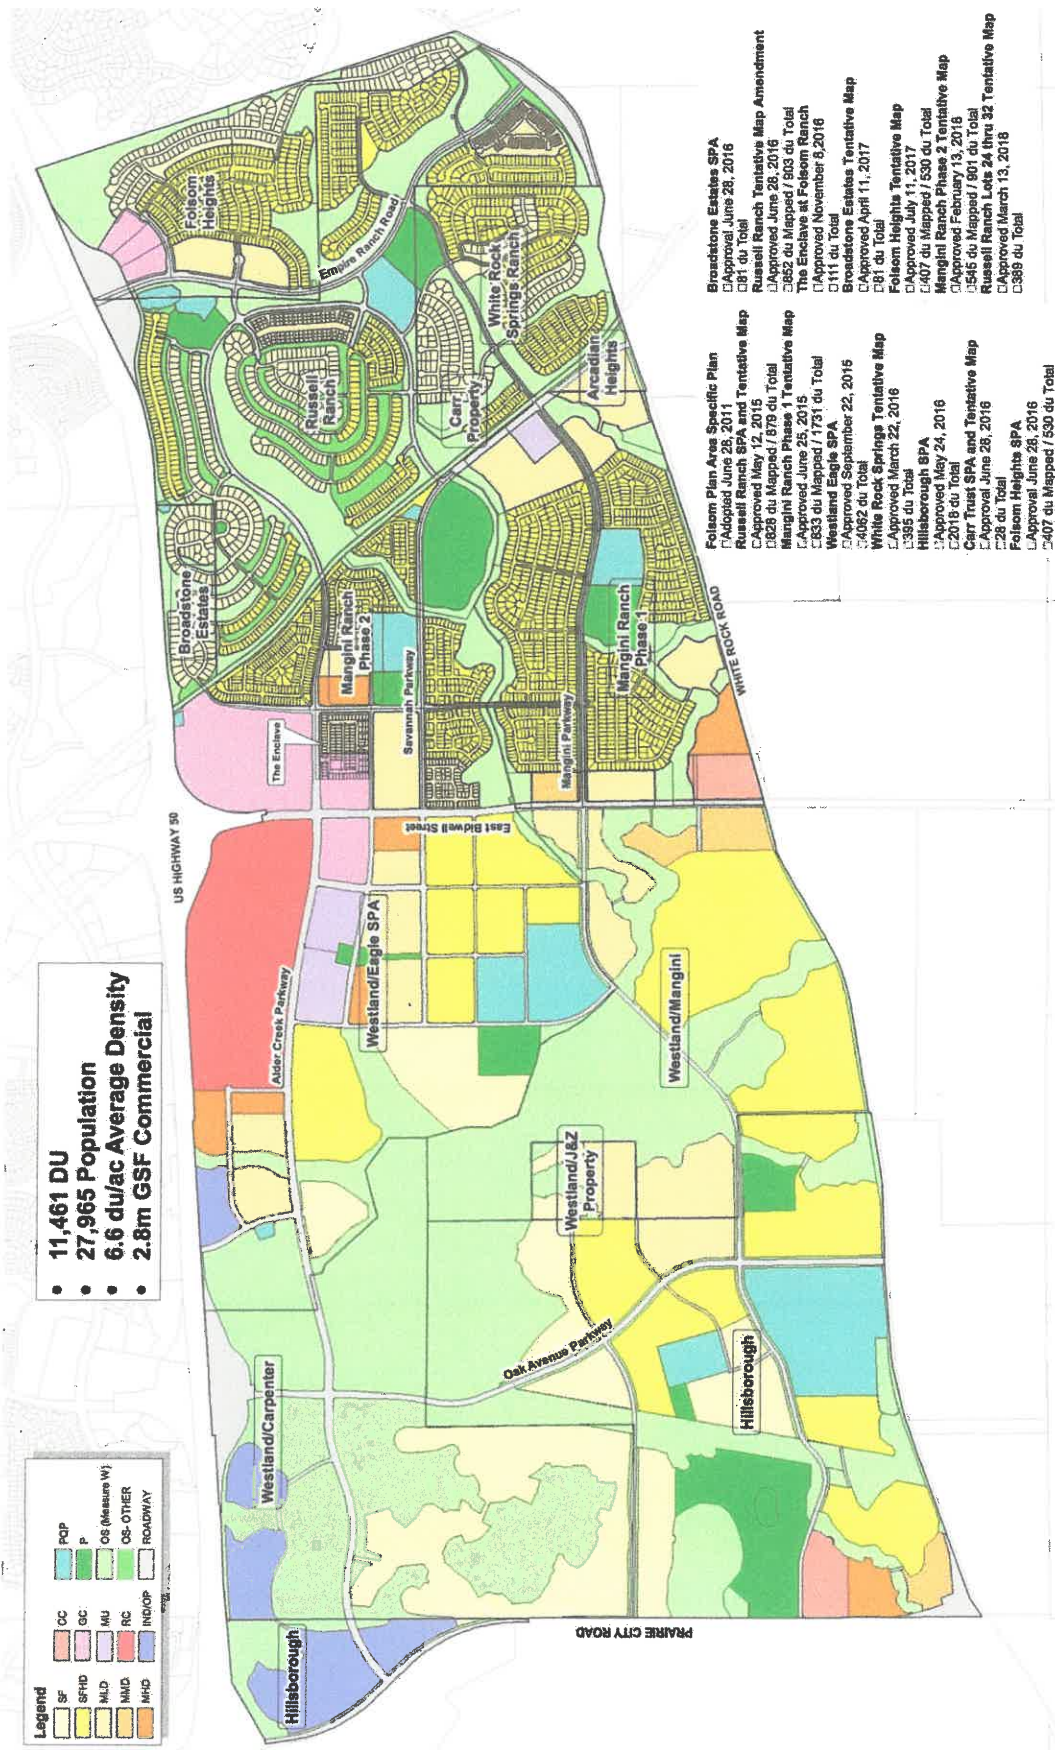 • 11,461 DU
• 27,965 Population
• 6.6 du/ac Average Density
• 2.8m GSF Commercial
Legend
SF
SFHD
MLD
MMD
MHD
CC
GC
MU
RC
IND/OP
PQP
P
OS (Measure W)
OS- OTHER
ROADWAY
US HIGHWAY 50
Hillsborough
Westland/Carpenter
PRAIRIE CITY ROAD
Oak Avenue Parkway
Hillsborough
Westland/J&Z
Property
Alder Creek Parkway
Westland/Eagle SPA
Westland/Mangini
East Bidwell Street
The Enclave
Savannah Parkway
Mangini Parkway
Mangini Ranch
Phase 2
Mangini Ranch
Phase 1
WHITE ROCK ROAD
Broadstone
Estates
Russell
Ranch
Carr
Property
Arcadian
Heights
White Rock
Springs Ranch
Empire Ranch Road
Folsom
Heights
Folsom Plan Area Specific Plan
□Adopted June 28, 2011
Russell Ranch SPA and Tentative Map
□Approved May 12, 2015
□828 du Mapped / 879 du Total
Mangini Ranch Phase 1 Tentative Map
□Approved June 25, 2015
□833 du Mapped / 1731 du Total
Westland Eagle SPA
□Approved September 22, 2015
□4062 du Total
White Rock Springs Tentative Map
□Approved March 22, 2016
□395 du Total
Hillsborough SPA
□Approved May 24, 2016
□2018 du Total
Carr Trust SPA and Tentative Map
□Approval June 28, 2016
□28 du Total
Folsom Heights SPA
□Approval June 28, 2016
□407 du Mapped / 530 du Total
Broadstone Estates SPA
□Approval June 28, 2016
□81 du Total
Russell Ranch Tentative Map Amendment
□Approved June 28, 2016
□852 du Mapped / 903 du Total
The Enclave at Folsom Ranch
□Approved November 8,2016
□111 du Total
Broadstone Estates Tentative Map
□Approved April 11, 2017
□81 du Total
Folsom Heights Tentative Map
□Approved July 11, 2017
□407 du Mapped / 530 du Total
Mangini Ranch Phase 2 Tentative Map
□Approved February 13, 2018
□545 du Mapped / 901 du Total
Russell Ranch Lots 24 thru 32 Tentative Map
□Approved March 13, 2018
□389 du Total